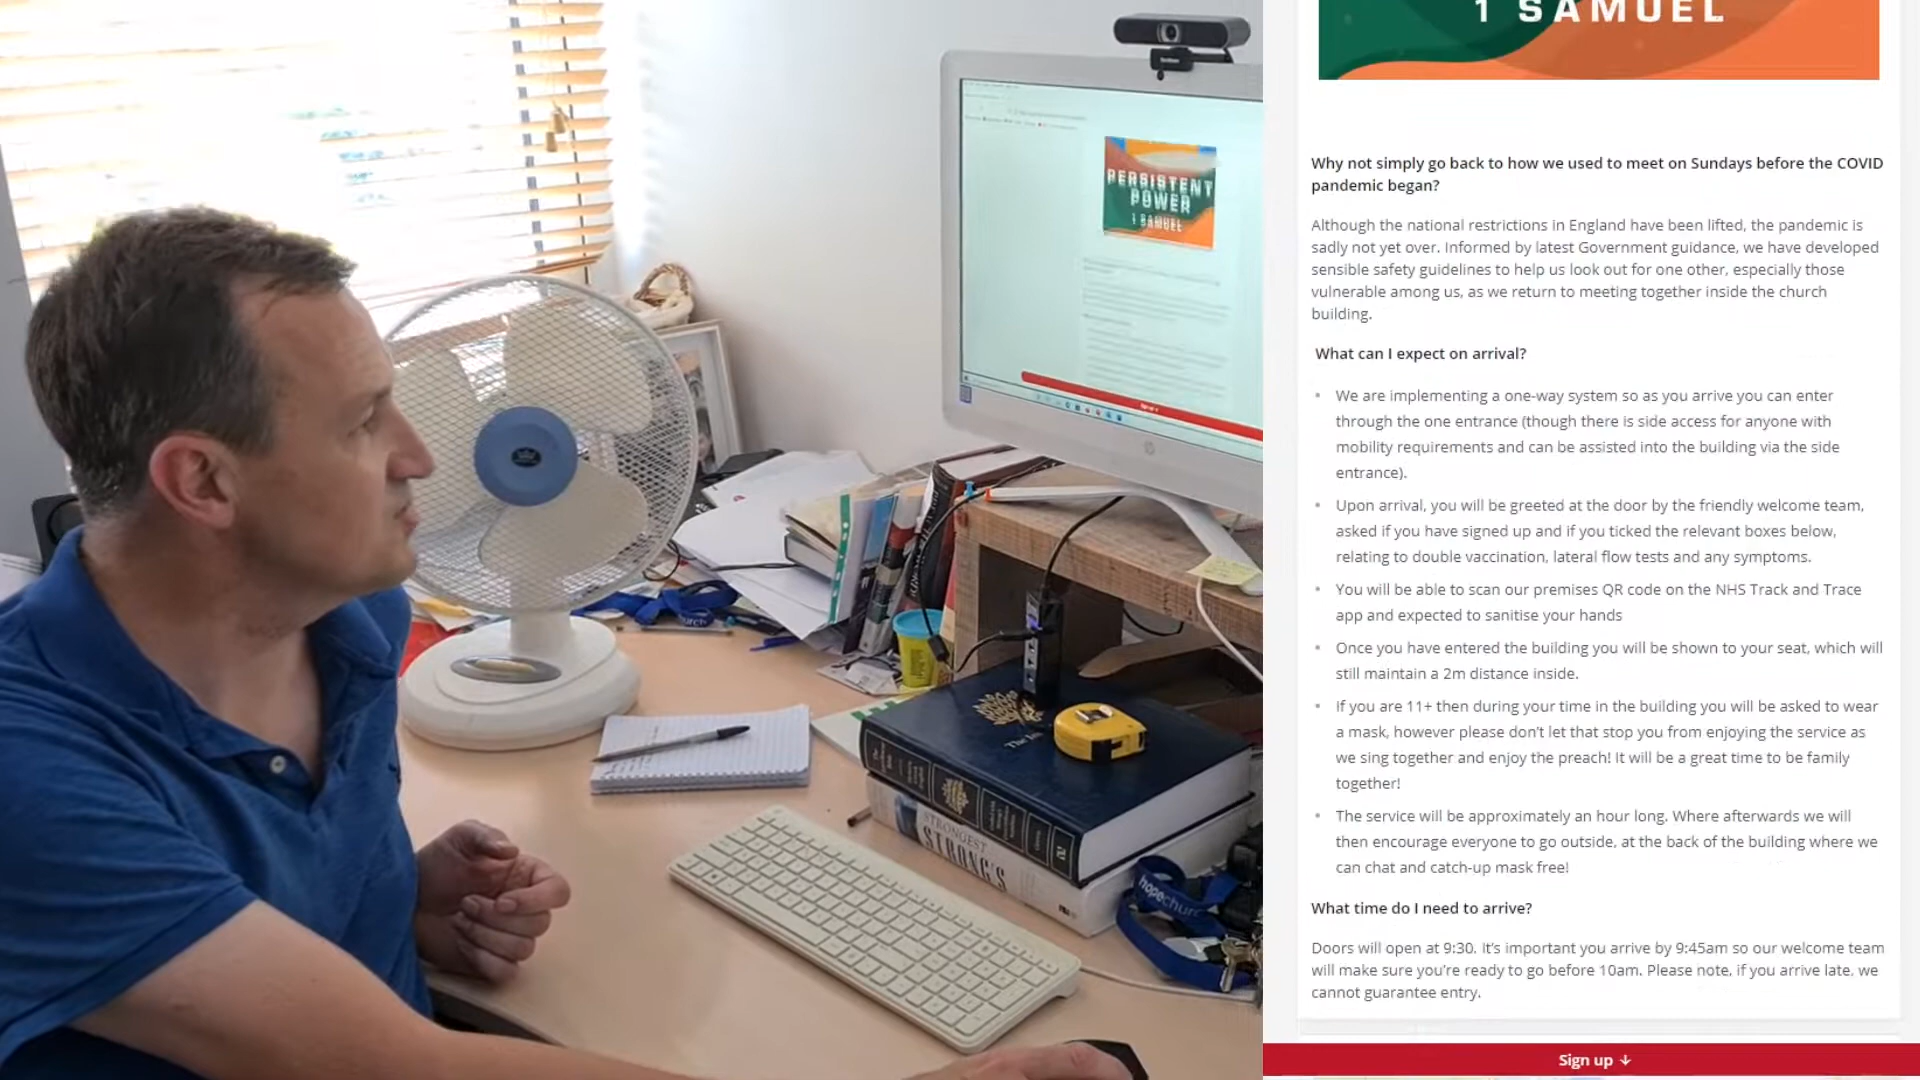 PERSISTENT
POWER
1 SAMUEL
Sign up
STRONGEST
STRONG'S
hopechurch
1 SAMUEL
Why not simply go back to how we used to meet on Sundays before the COVID
pandemic began?
Although the national restrictions in England have been lifted, the pandemic is
sadly not yet over. Informed by latest Government guidance, we have developed
sensible safety guidelines to help us look out for one other, especially those
vulnerable among us, as we return to meeting together inside the church
building.
What can I expect on arrival?
We are implementing a one-way system so as you arrive you can enter
through the one entrance (though there is side access for anyone with
mobility requirements and can be assisted into the building via the side
entrance).
Upon arrival, you will be greeted at the door by the friendly welcome team,
asked if you have signed up and if you ticked the relevant boxes below,
relating to double vaccination, lateral flow tests and any symptoms.
You will be able to scan our premises QR code on the NHS Track and Trace
app and expected to sanitise your hands
Once you have entered the building you will be shown to your seat, which will
still maintain a 2m distance inside.
If you are 11+ then during your time in the building you will be asked to wear
a mask, however please don't let that stop you from enjoying the service as
we sing together and enjoy the preach! It will be a great time to be family
together!
The service will be approximately an hour long. Where afterwards we will
then encourage everyone to go outside, at the back of the building where we
can chat and catch-up mask free!
What time do I need to arrive?
Doors will open at 9:30. It's important you arrive by 9:45am so our welcome team
will make sure you're ready to go before 10am. Please note, if you arrive late, we
cannot guarantee entry.
Sign up ↓